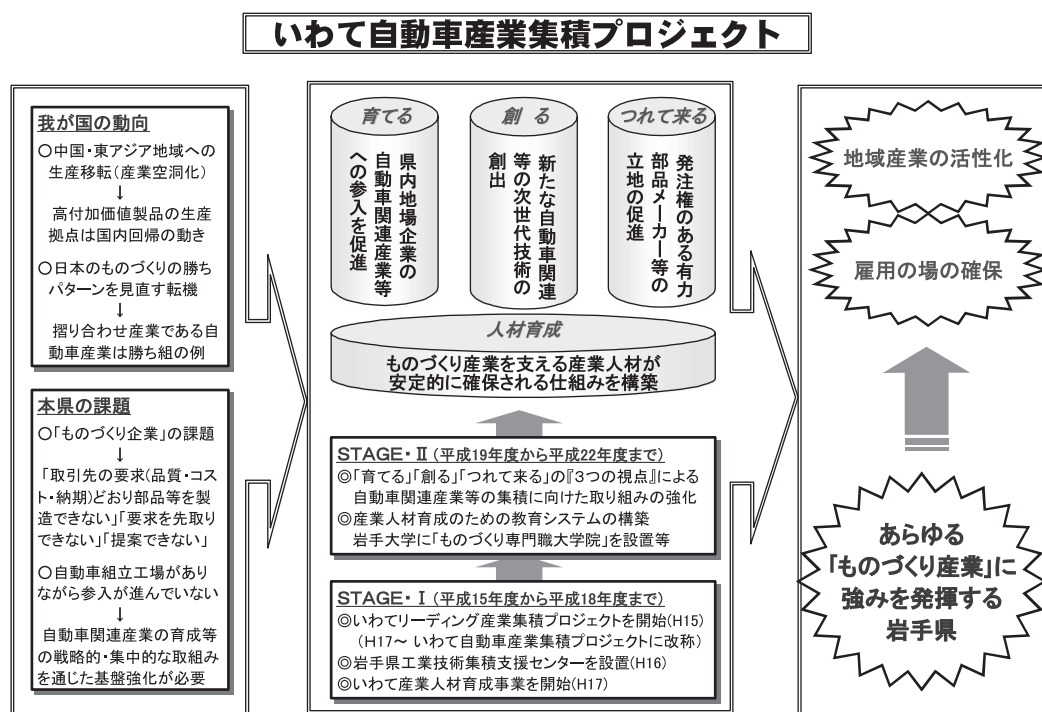 いわて自動車産業集積プロジェクト
我が国の動向
○中国・東アジア地域への
生産移転(産業空洞化)
↓
高付加価値製品の生産
拠点は国内回帰の動き
○日本のものづくりの勝ち
パターンを見直す転機
↓
摺り合わせ産業である自
動車産業は勝ち組の例
本県の課題
○「ものづくり企業」の課題
↓
「取引先の要求(品質・コス
ト・納期)どおり部品等を製
造できない」「要求を先取り
できない」「提案できない」
○自動車組立工場があり
ながら参入が進んでいない
↓
自動車関連産業の育成等
の戦略的・集中的な取組み
を通じた基盤強化が必要
育てる
県内地場企業の
自動車関連産業等
への参入を促進
創る
新たな自動車関連
等の次世代技術の
創出
つれて来る
発注権のある有力
部品メーカー等の
立地の促進
人材育成
ものづくり産業を支える産業人材が
安定的に確保される仕組みを構築
STAGE・Ⅱ(平成19年度から平成22年度まで)
◎「育てる」「創る」「つれて来る」の『3つの視点』による
自動車関連産業等の集積に向けた取り組みの強化
◎産業人材育成のための教育システムの構築
岩手大学に「ものづくり専門職大学院」を設置等
STAGE・Ⅰ(平成15年度から平成18年度まで)
◎いわてリーディング産業集積プロジェクトを開始(H15)
(H17~ いわて自動車産業集積プロジェクトに改称)
◎岩手県工業技術集積支援センターを設置(H16)
◎いわて産業人材育成事業を開始(H17)
地域産業の活性化
雇用の場の確保
あらゆる
「ものづくり産業」に
強みを発揮する
岩手県